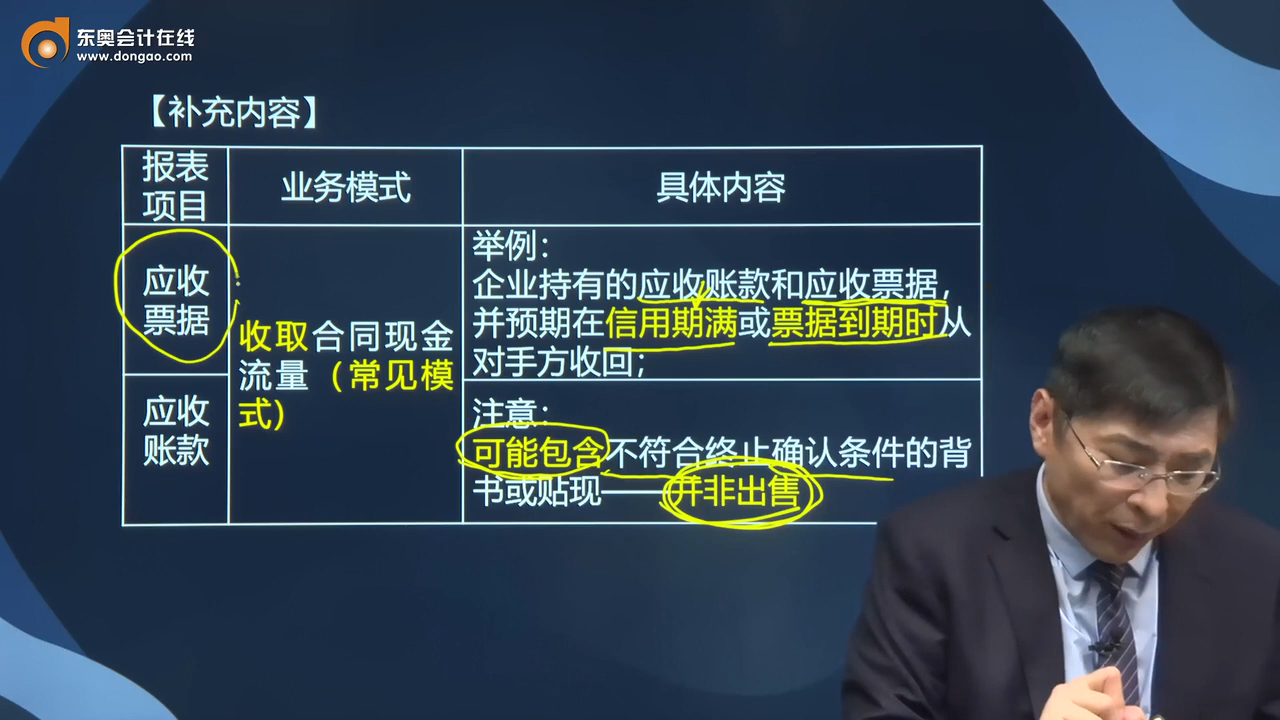 东奥会计在线
www.dongao.com
【补充内容】
报表
项目
业务模式
具体内容
应收
票据
收取合同现金
流量（常见模
式）
举例：
企业持有的应收账款和应收票据，
并预期在信用期满或票据到期时从
对手方收回；
应收
账款
注意：
可能包含不符合终止确认条件的背
书或贴现——并非出售